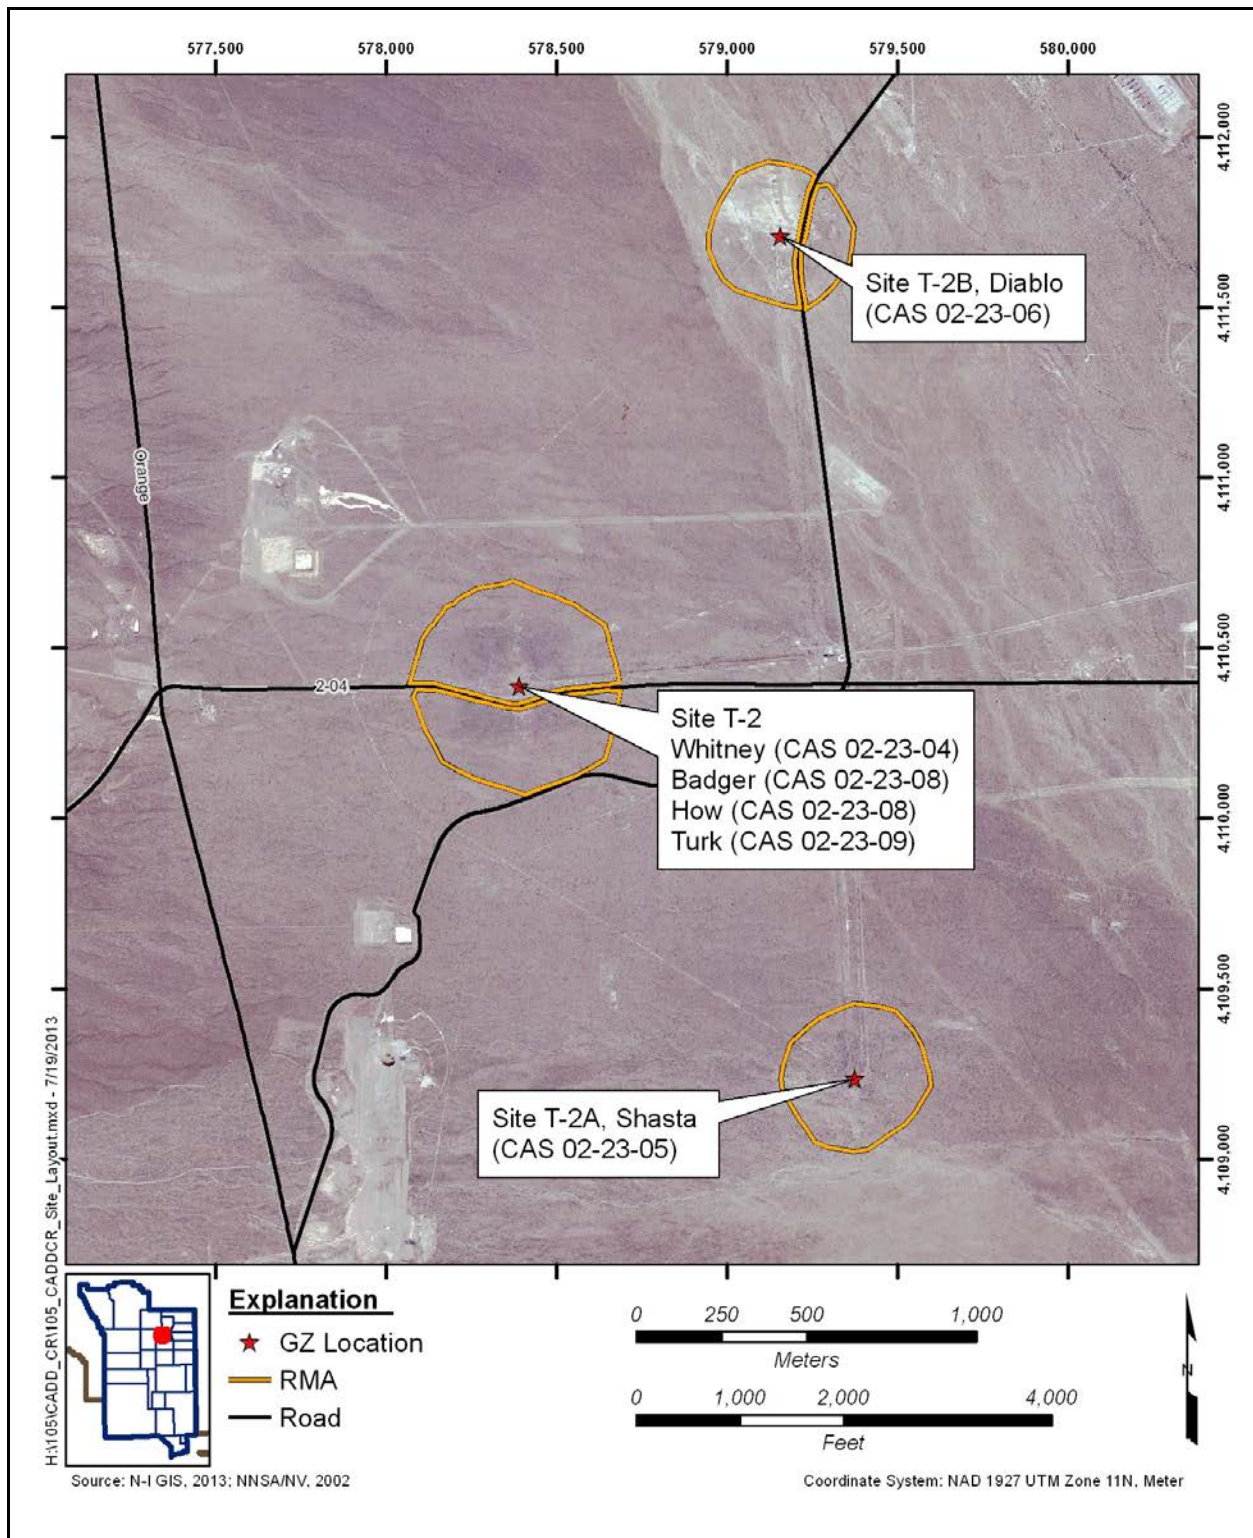 577,500 578,000 578,500 579,000 579,500 580,000
4,112,000
Site T-2B, Diablo
(CAS 02-23-06)
4,111,500
Orange
4,111,000
4,110,500
2-04
Site T-2
Whitney (CAS 02-23-04)
Badger (CAS 02-23-08)
How (CAS 02-23-08)
Turk (CAS 02-23-09)
4,110,000
4,109,500
Site T-2A, Shasta
(CAS 02-23-05)
4,109,000
H:\105\CADD_CR\105_CADDCR_Site_Layout.mxd - 7/19/2013
Explanation
GZ Location
RMA
Road
0 250 500 1,000
Meters
0 1,000 2,000 4,000
Feet
N
Source: N-I GIS, 2013; NNSA/NV, 2002
Coordinate System: NAD 1927 UTM Zone 11N, Meter